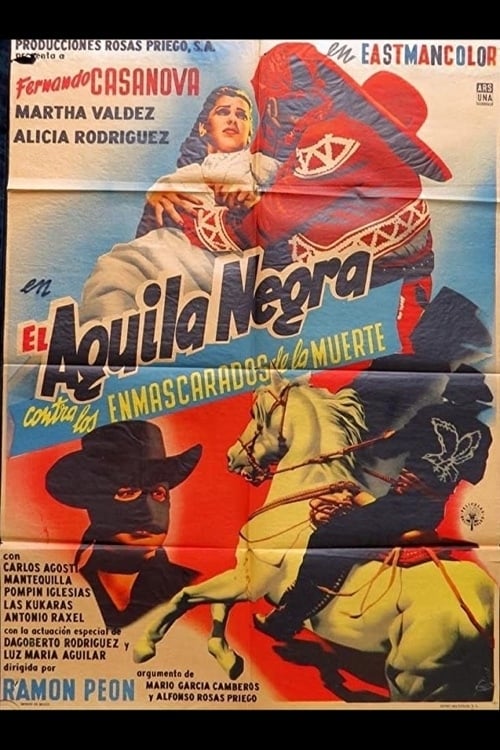 PRODUCCIONES ROSAS PRIEGO, S.A.
presenta a
en EASTMANCOLOR
Fernando CASANOVA
MARTHA VALDEZ
ALICIA RODRIGUEZ
ARS
UNA
en
EL Aguila Negra
contra los ENMASCARADOS de la MUERTE
con
CARLOS AGOSTI
MANTEQUILLA
POMPIN IGLESIAS
LAS KUKARAS
ANTONIO RAXEL
con la actuación especial de
DAGOBERTO RODRIGUEZ y
LUZ MARIA AGUILAR
dirigida por
RAMON PEON
argumento de
MARIO GARCIA CAMBEROS
y ALFONSO ROSAS PRIEGO